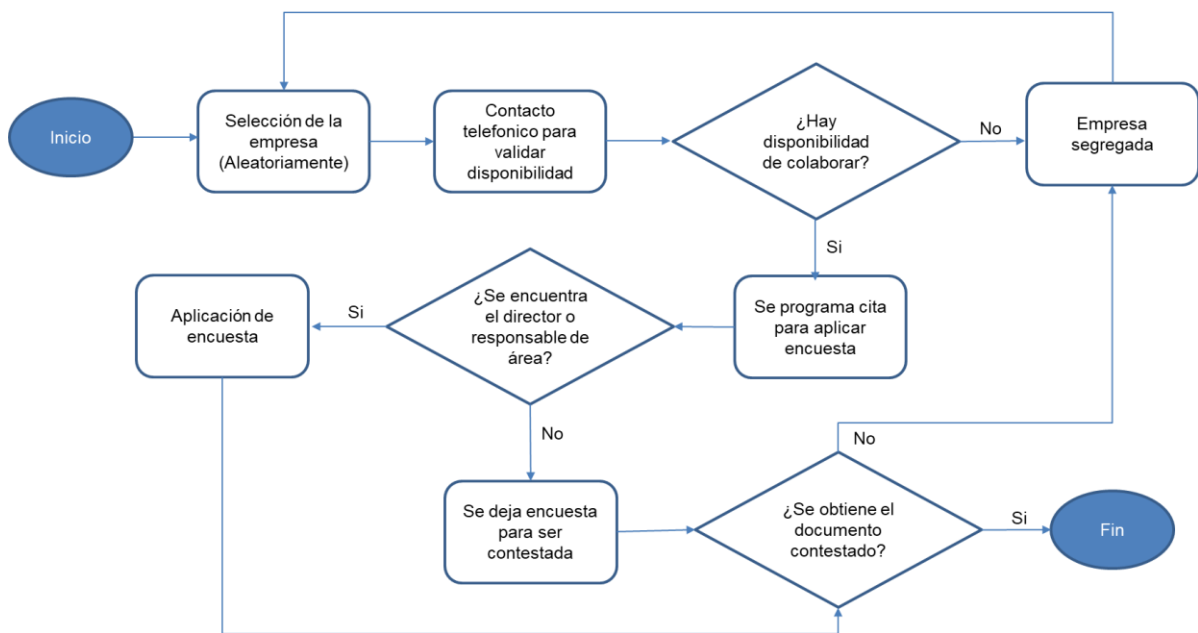 Inicio
Selección de la
empresa
(Aleatoriamente)
Contacto
telefonico para
validar
disponibilidad
¿Hay
disponibilidad
de colaborar?
No
Empresa
segregada
Si
Se programa cita
para aplicar
encuesta
¿Se encuentra
el director o
responsable de
área?
Si
Aplicación de
encuesta
No
Se deja encuesta
para ser
contestada
¿Se obtiene el
documento
contestado?
No
Si
Fin